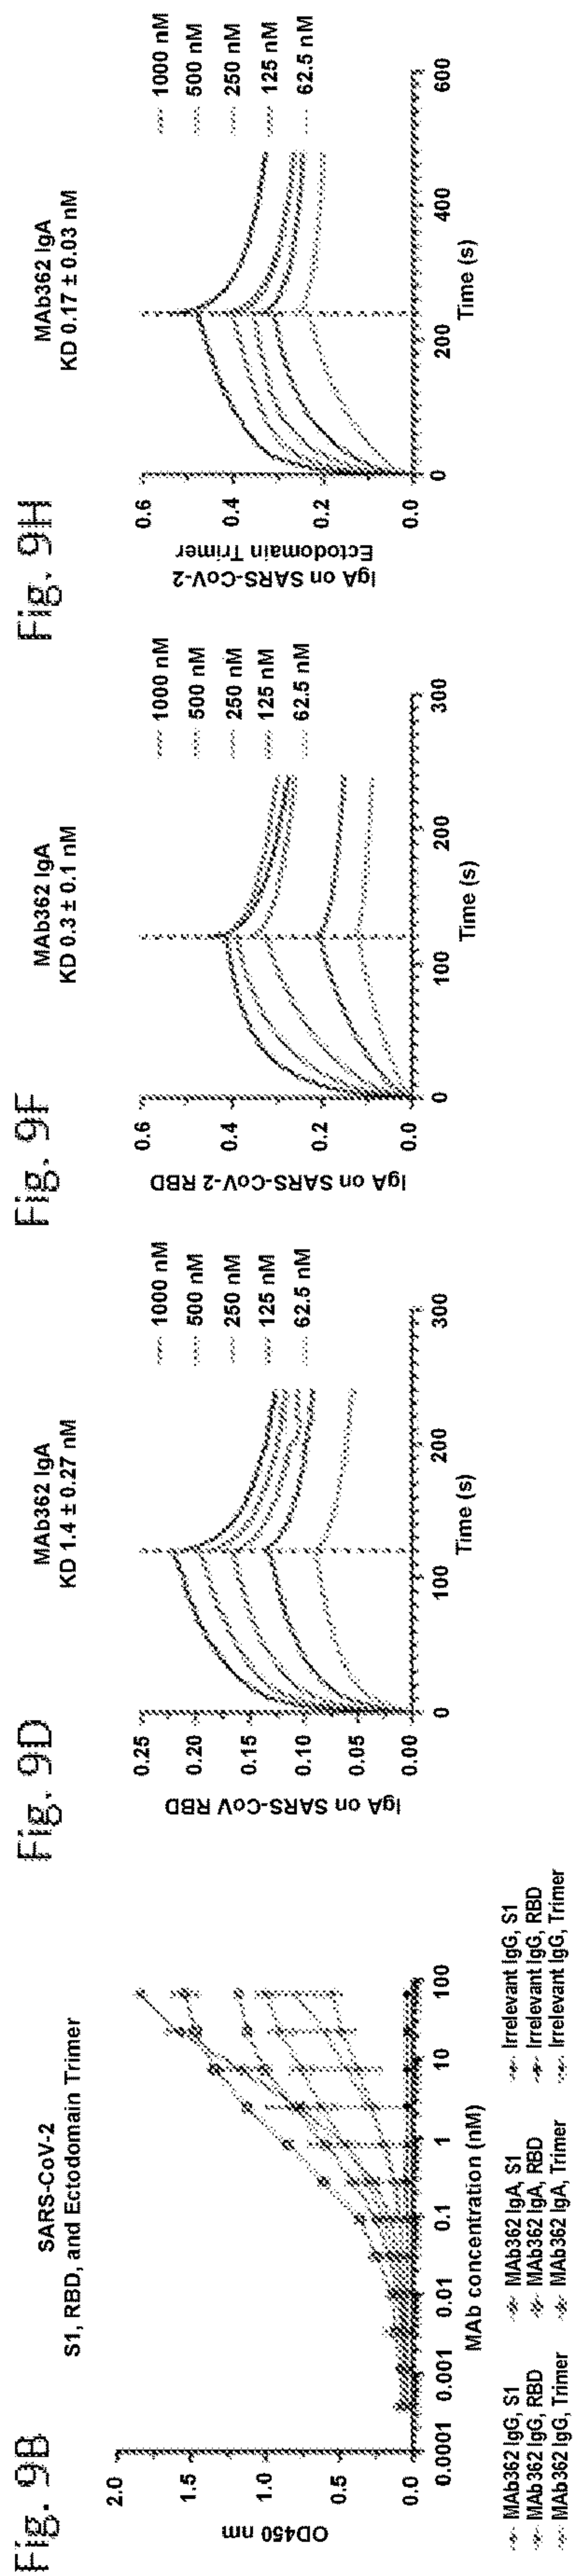 Fig. 9B
SARS-CoV-2
S1, RBD, and Ectodomain Trimer
OD450 nm
2.0
1.5
1.0
0.5
0.0
0.0001
0.001
0.01
0.1
1
10
100
MAb concentration (nM)
MAb362 IgG, S1
MAb362 IgG, RBD
MAb362 IgG, Trimer
MAb362 IgA, S1
MAb362 IgA, RBD
MAb362 IgA, Trimer
Irrelevant IgG, S1
Irrelevant IgG, RBD
Irrelevant IgG, Trimer
Fig. 9D
MAb362 IgA
KD 1.4 ± 0.27 nM
IgA on SARS-CoV RBD
0.25
0.20
0.15
0.10
0.05
0.00
0
100
200
300
Time (s)
1000 nM
500 nM
250 nM
125 nM
62.5 nM
Fig. 9F
MAb362 IgA
KD 0.3 ± 0.1 nM
IgA on SARS-CoV-2 RBD
0.6
0.4
0.2
0.0
0
100
200
300
Time (s)
1000 nM
500 nM
250 nM
125 nM
62.5 nM
Fig. 9H
MAb362 IgA
KD 0.17 ± 0.03 nM
IgA on SARS-CoV-2
Ectodomain Trimer
0.6
0.4
0.2
0.0
0
200
400
600
Time (s)
1000 nM
500 nM
250 nM
125 nM
62.5 nM